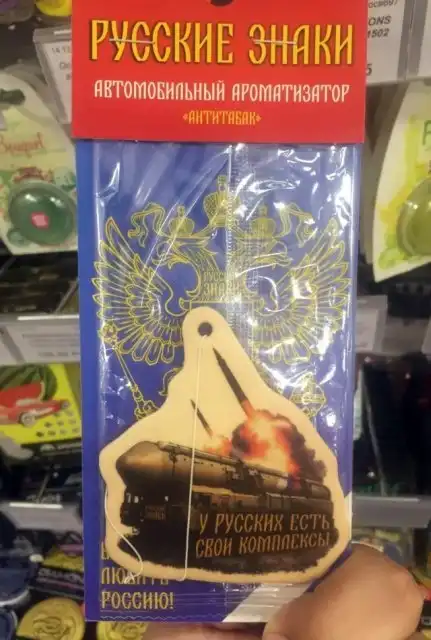 РУССКИЕ ЗНАКИ
АВТОМОБИЛЬНЫЙ АРОМАТИЗАТОР
«АНТИТАБАК»
РУССКИЕ
ЗНАКИ
У РУССКИХ ЕСТЬ
СВОИ КОМПЛЕКСЫ
РОССИЮ!